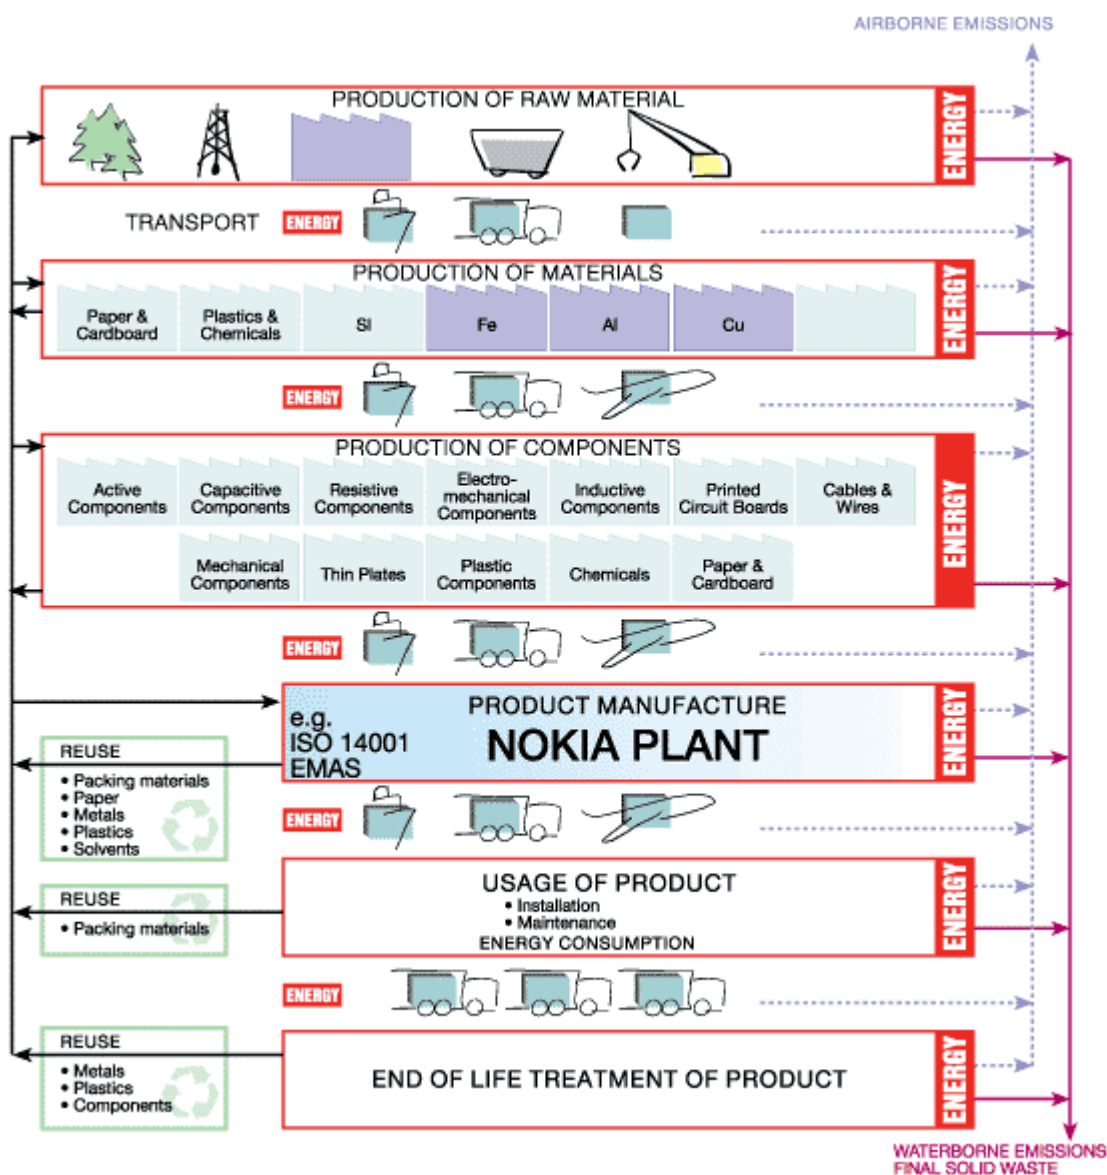 AIRBORNE EMISSIONS
PRODUCTION OF RAW MATERIAL
ENERGY
TRANSPORT
ENERGY
PRODUCTION OF MATERIALS
Paper &
Cardboard
Plastics &
Chemicals
SI
Fe
Al
Cu
ENERGY
ENERGY
PRODUCTION OF COMPONENTS
Active
Components
Capacitive
Components
Resistive
Components
Electro-
mechanical
Components
Inductive
Components
Printed
Circuit Boards
Cables &
Wires
Mechanical
Components
Thin Plates
Plastic
Components
Chemicals
Paper &
Cardboard
ENERGY
ENERGY
e.g.
ISO 14001
EMAS
PRODUCT MANUFACTURE
NOKIA PLANT
ENERGY
REUSE
• Packing materials
• Paper
• Metals
• Plastics
• Solvents
ENERGY
USAGE OF PRODUCT
• Installation
• Maintenance
ENERGY CONSUMPTION
ENERGY
REUSE
• Packing materials
ENERGY
REUSE
• Metals
• Plastics
• Components
END OF LIFE TREATMENT OF PRODUCT
ENERGY
WATERBORNE EMISSIONS
FINAL SOLID WASTE